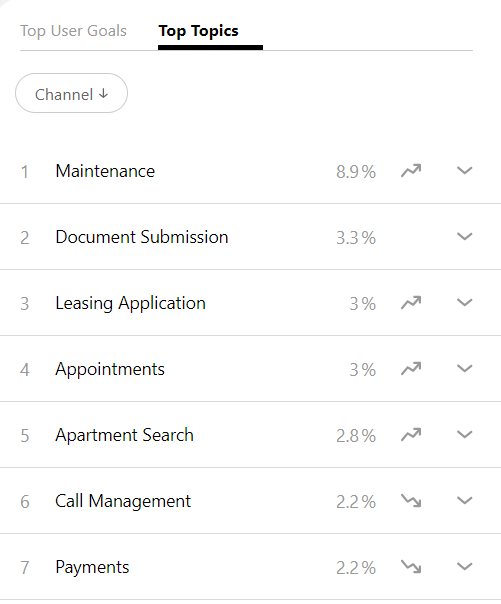 Top User Goals Top Topics
Channel ↓
1 Maintenance 8.9%
2 Document Submission 3.3%
3 Leasing Application 3%
4 Appointments 3%
5 Apartment Search 2.8%
6 Call Management 2.2%
7 Payments 2.2%